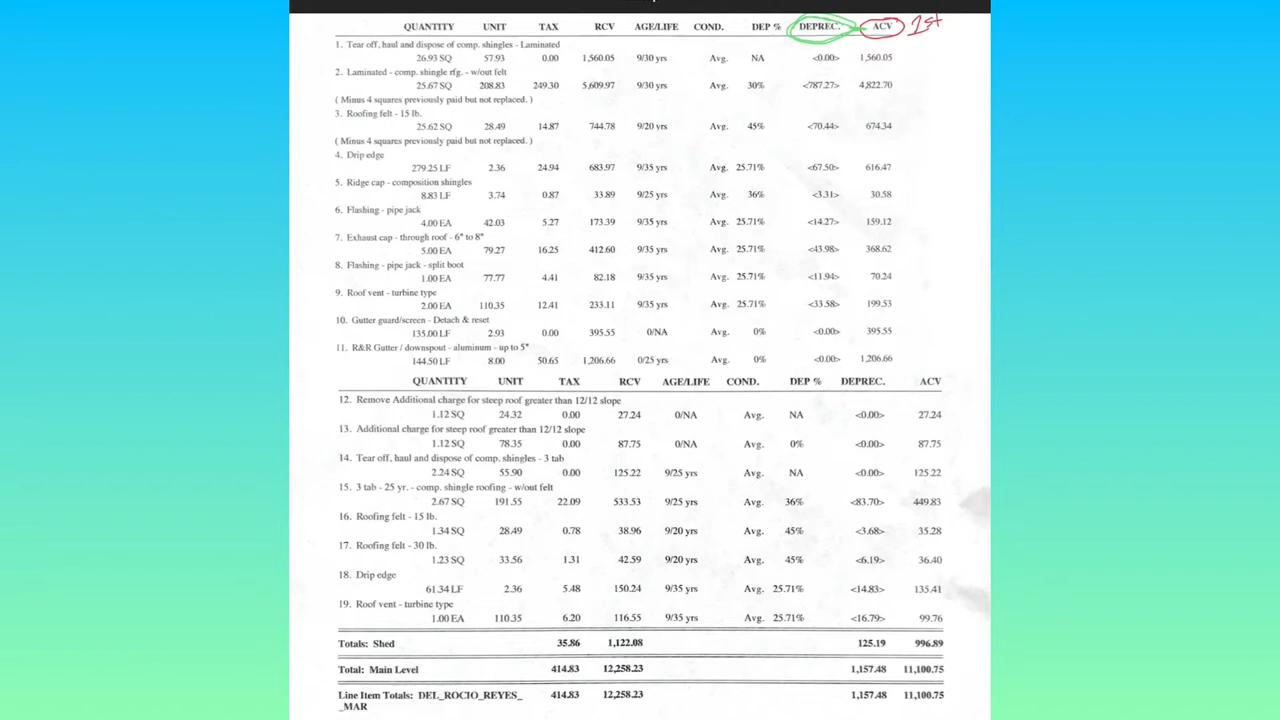 QUANTITY UNIT TAX RCV AGE/LIFE COND. DEP % DEPREC. ACV 1st
1. Tear off, haul and dispose of comp. shingles - Laminated
26.93 SQ 57.93 0.00 1,560.05 9/30 yrs Avg. NA <0.00> 1,560.05
2. Laminated - comp. shingle rfg. - w/out felt
25.67 SQ 208.83 249.30 5,609.97 9/30 yrs Avg. 30% <787.27> 4,822.70
( Minus 4 squares previously paid but not replaced. )
3. Roofing felt - 15 lb.
25.62 SQ 28.49 14.87 744.78 9/20 yrs Avg. 45% <70.44> 674.34
( Minus 4 squares previously paid but not replaced. )
4. Drip edge
279.25 LF 2.36 24.94 683.97 9/35 yrs Avg. 25.71% <67.50> 616.47
5. Ridge cap - composition shingles
8.83 LF 3.74 0.87 33.89 9/25 yrs Avg. 36% <3.31> 30.58
6. Flashing - pipe jack
4.00 EA 42.03 5.27 173.39 9/35 yrs Avg. 25.71% <14.27> 159.12
7. Exhaust cap - through roof - 6" to 8"
5.00 EA 79.27 16.25 412.60 9/35 yrs Avg. 25.71% <43.98> 368.62
8. Flashing - pipe jack - split boot
1.00 EA 77.77 4.41 82.18 9/35 yrs Avg. 25.71% <11.94> 70.24
9. Roof vent - turbine type
2.00 EA 110.35 12.41 233.11 9/35 yrs Avg. 25.71% <33.58> 199.53
10. Gutter guard/screen - Detach & reset
135.00 LF 2.93 0.00 395.55 0/NA Avg. 0% <0.00> 395.55
11. R&R Gutter / downspout - aluminum - up to 5"
144.50 LF 8.00 50.65 1,206.66 0/25 yrs Avg. 0% <0.00> 1,206.66
QUANTITY UNIT TAX RCV AGE/LIFE COND. DEP % DEPREC. ACV
12. Remove Additional charge for steep roof greater than 12/12 slope
1.12 SQ 24.32 0.00 27.24 0/NA Avg. NA <0.00> 27.24
13. Additional charge for steep roof greater than 12/12 slope
1.12 SQ 78.35 0.00 87.75 0/NA Avg. 0% <0.00> 87.75
14. Tear off, haul and dispose of comp. shingles - 3 tab
2.24 SQ 55.90 0.00 125.22 9/25 yrs Avg. NA <0.00> 125.22
15. 3 tab - 25 yr. - comp. shingle roofing - w/out felt
2.67 SQ 191.55 22.09 533.53 9/25 yrs Avg. 36% <83.70> 449.83
16. Roofing felt - 15 lb.
1.34 SQ 28.49 0.78 38.96 9/20 yrs Avg. 45% <3.68> 35.28
17. Roofing felt - 30 lb.
1.23 SQ 33.56 1.31 42.59 9/20 yrs Avg. 45% <6.19> 36.40
18. Drip edge
61.34 LF 2.36 5.48 150.24 9/35 yrs Avg. 25.71% <14.83> 135.41
19. Roof vent - turbine type
1.00 EA 110.35 6.20 116.55 9/35 yrs Avg. 25.71% <16.79> 99.76
Totals: Shed 35.86 1,122.08 125.19 996.89
Total: Main Level 414.83 12,258.23 1,157.48 11,100.75
Line Item Totals: DEL_ROCIO_REYES_ 414.83 12,258.23 1,157.48 11,100.75
_MAR